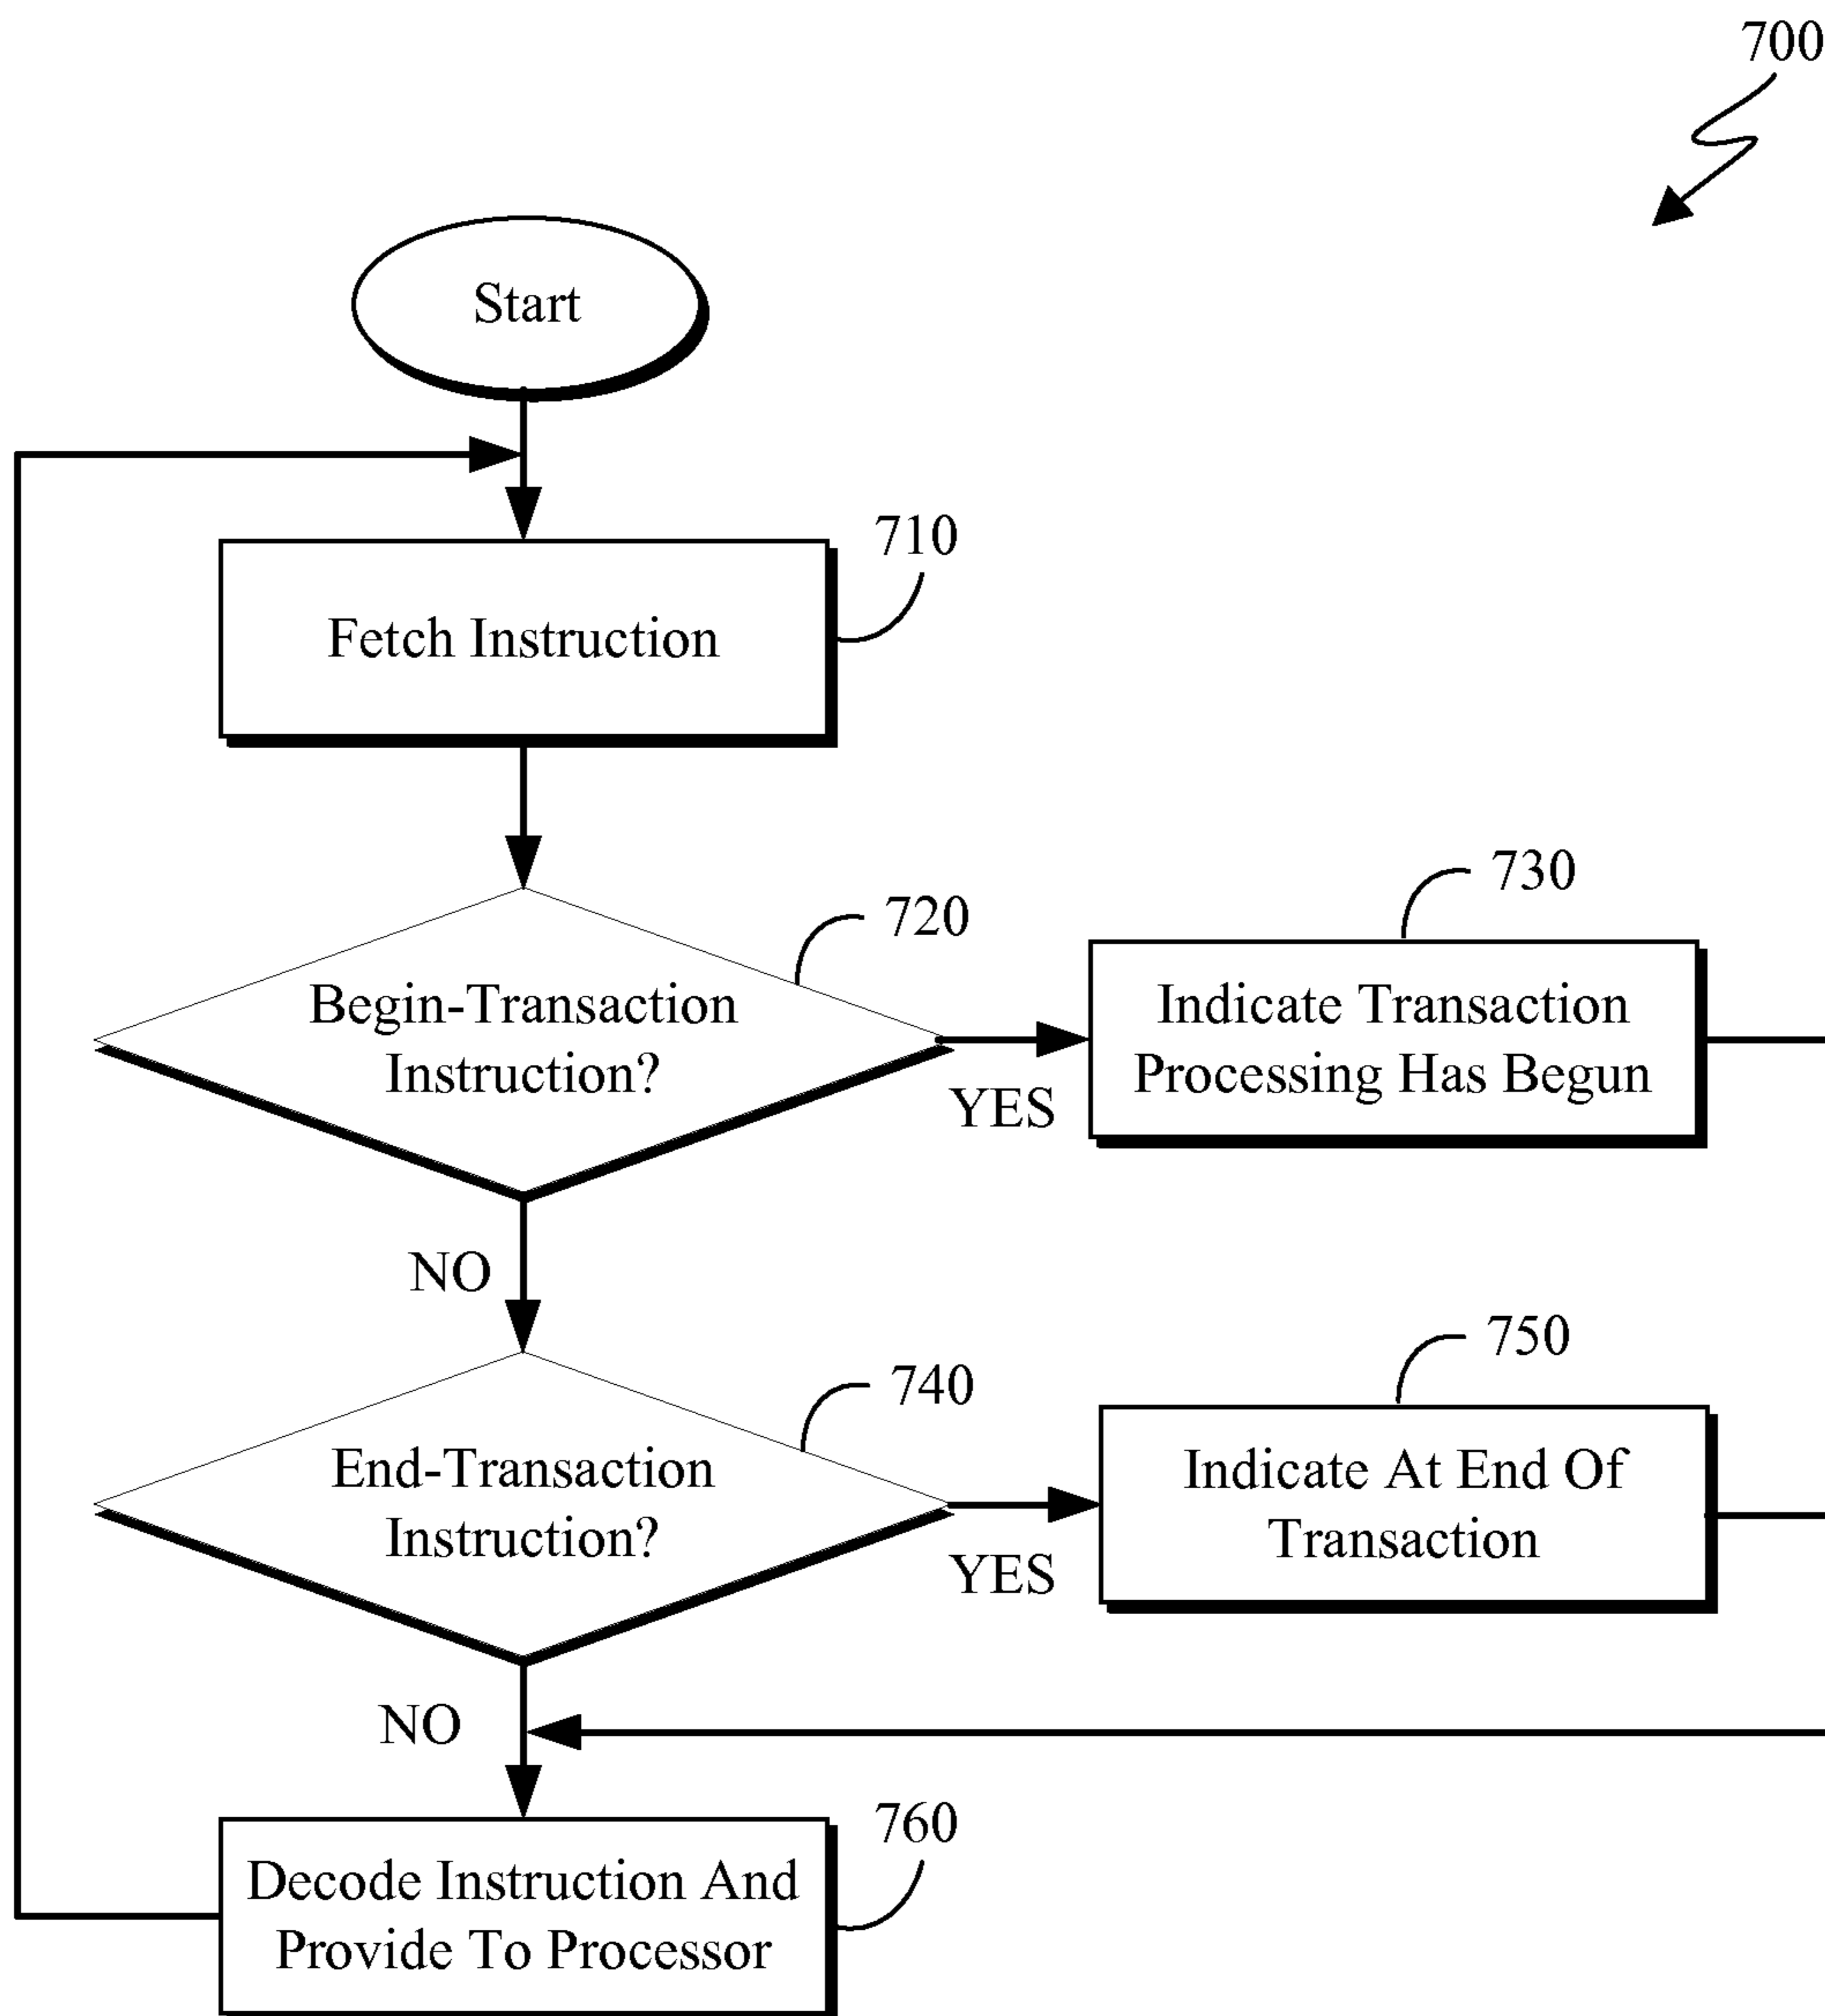 700
Start
710
Fetch Instruction
720
Begin-Transaction
Instruction?
YES
730
Indicate Transaction
Processing Has Begun
NO
740
End-Transaction
Instruction?
YES
750
Indicate At End Of
Transaction
NO
760
Decode Instruction And
Provide To Processor